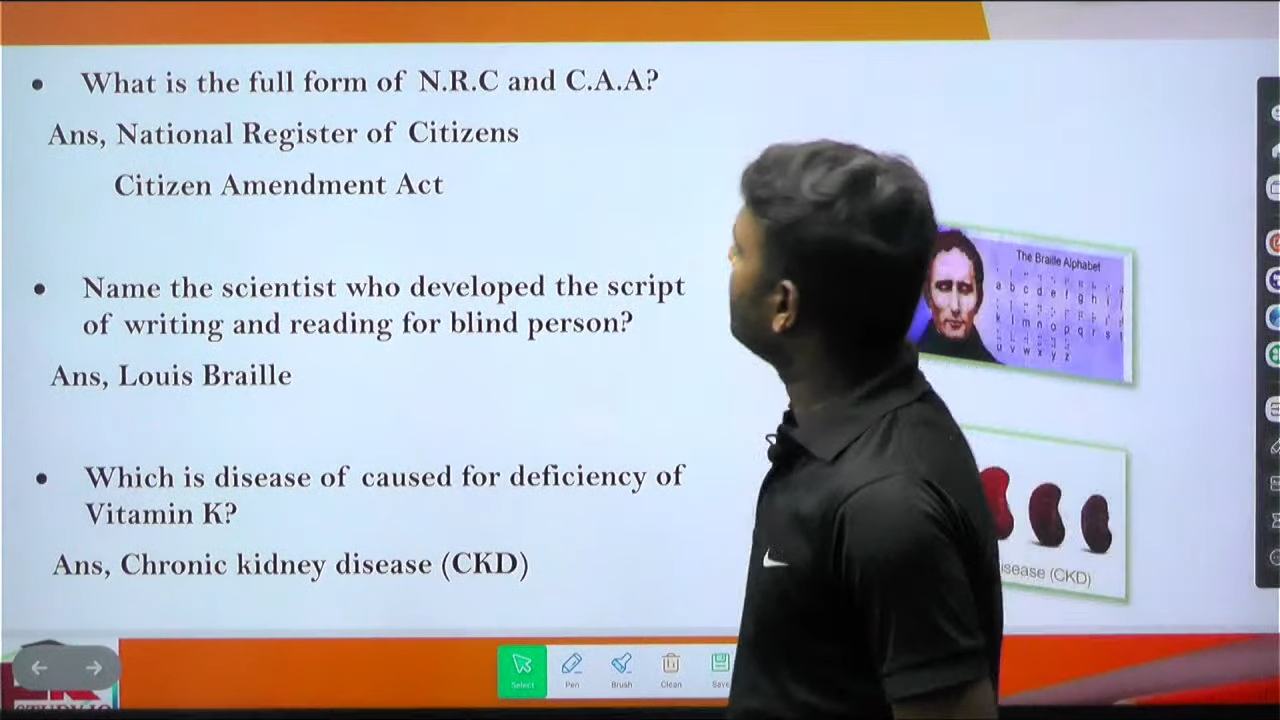 What is the full form of N.R.C and C.A.A?
Ans, National Register of Citizens
Citizen Amendment Act
Name the scientist who developed the script
of writing and reading for blind person?
Ans, Louis Braille
Which is disease of caused for deficiency of
Vitamin K?
Ans, Chronic kidney disease (CKD)
The Braille Alphabet
a b c d e f g h i j
k l m n o p q r s t
u v w x y z
(CKD)
Select
Pen
Brush
Clean
Save